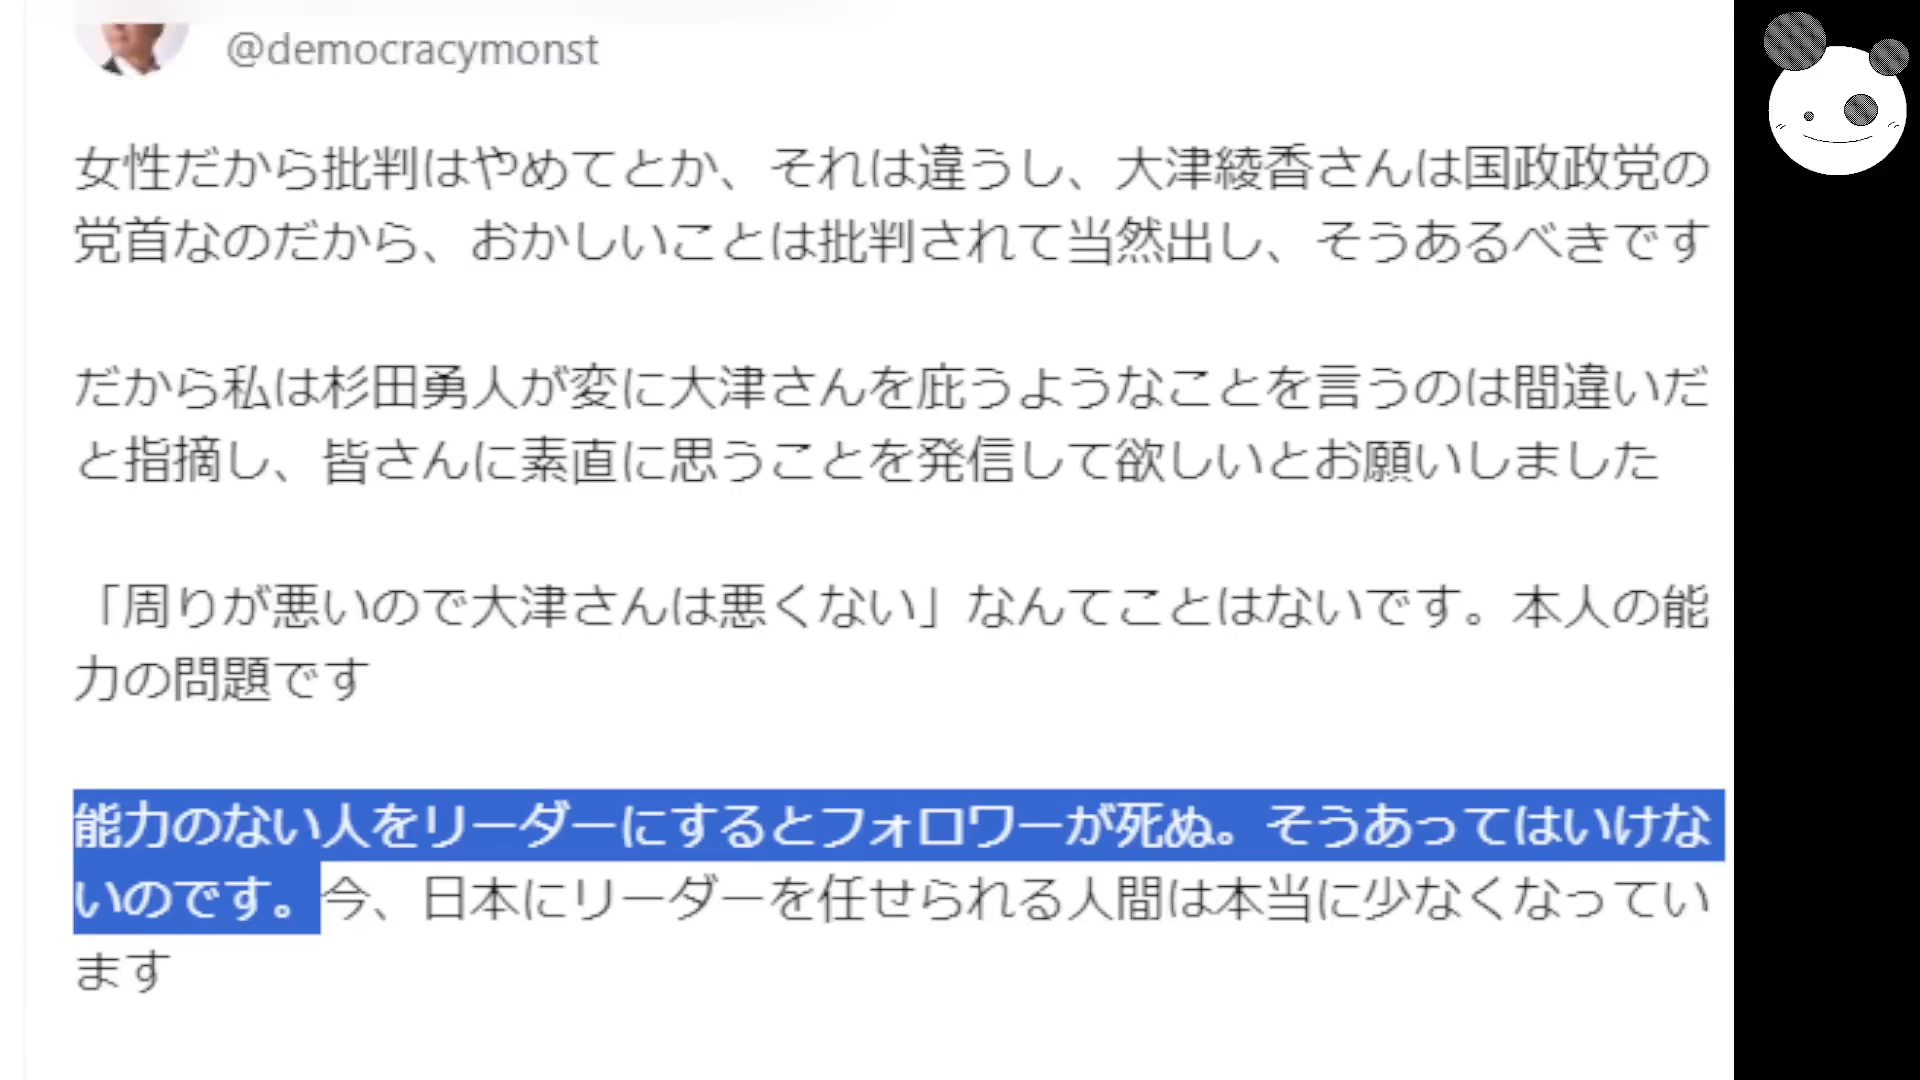 @democracymonst
女性だから批判はやめてとか、それは違うし、大津綾香さんは国政政党の
党首なのだから、おかしいことは批判されて当然出し、そうあるべきです
だから私は杉田勇人が変に大津さんを庇うようなことを言うのは間違いだ
と指摘し、皆さんに素直に思うことを発信して欲しいとお願いしました
「周りが悪いので大津さんは悪くない」なんてことはないです。本人の能
力の問題です
能力のない人をリーダーにするとフォロワーが死ぬ。そうあってはいけな
いのです。今、日本にリーダーを任せられる人間は本当に少なくなってい
ます